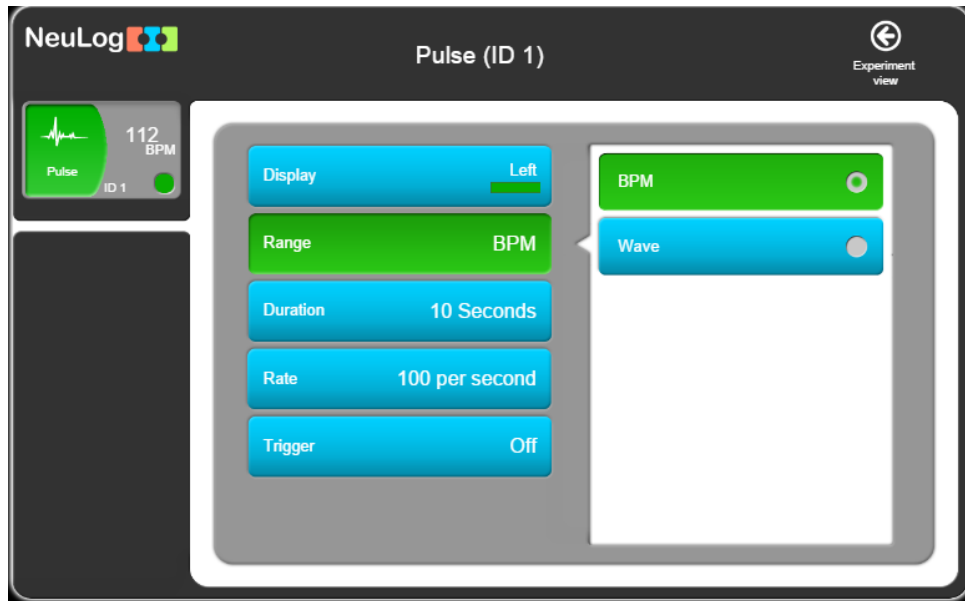 NeuLog
Pulse (ID 1)
Experiment
view
112
BPM
Pulse
ID 1
Display Left
Range BPM
Duration 10 Seconds
Rate 100 per second
Trigger Off
BPM
Wave